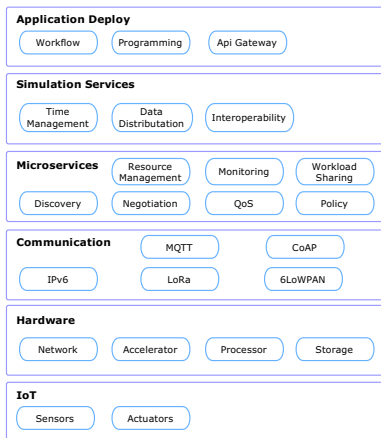 Application Deploy
Workflow
Programming
Api Gateway
Simulation Services
Time
Management
Data
Distributation
Interoperability
Microservices
Resource
Management
Monitoring
Workload
Sharing
Discovery
Negotiation
QoS
Policy
Communication
MQTT
CoAP
IPv6
LoRa
6LoWPAN
Hardware
Network
Accelerator
Processor
Storage
IoT
Sensors
Actuators